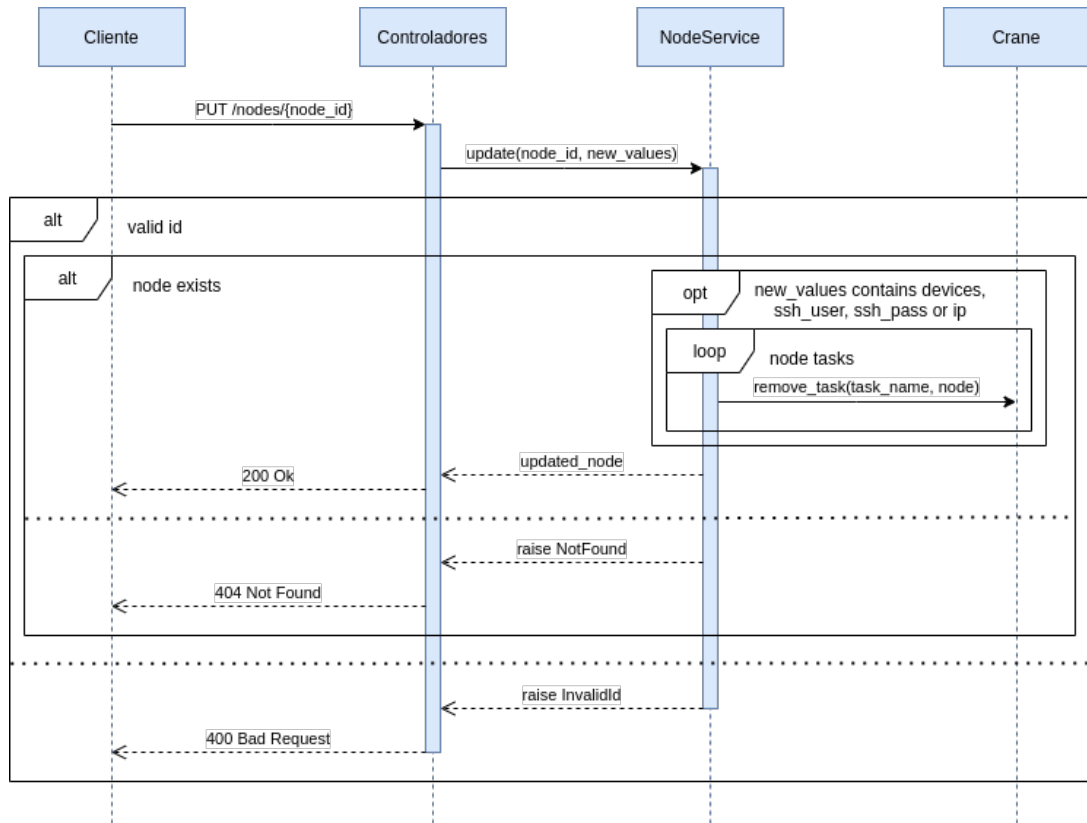 Cliente
Controladores
NodeService
Crane
PUT /nodes/{node_id}
update(node_id, new_values)
alt
valid id
alt
node exists
opt
new_values contains devices,
ssh_user, ssh_pass or ip
loop
node tasks
remove_task(task_name, node)
updated_node
200 Ok
raise NotFound
404 Not Found
raise InvalidId
400 Bad Request